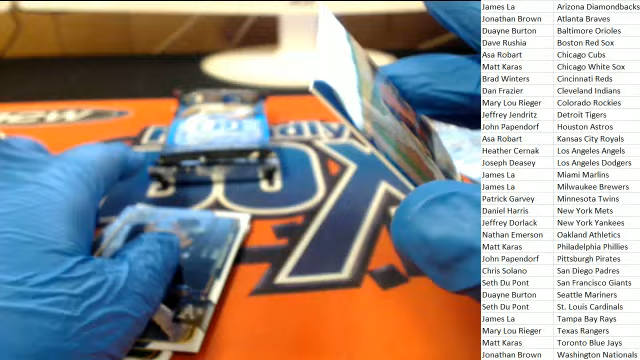 James La Arizona Diamondbacks
Jonathan Brown Atlanta Braves
Duayne Burton Baltimore Orioles
Dave Rushia Boston Red Sox
Asa Robart Chicago Cubs
Matt Karas Chicago White Sox
Brad Winters Cincinnati Reds
Dan Frazier Cleveland Indians
Mary Lou Rieger Colorado Rockies
Jeffrey Jendritz Detroit Tigers
John Papendorf Houston Astros
Asa Robart Kansas City Royals
Heather Cernak Los Angeles Angels
Joseph Deasey Los Angeles Dodgers
James La Miami Marlins
James La Milwaukee Brewers
Patrick Garvey Minnesota Twins
Daniel Harris New York Mets
Jeffrey Dorlack New York Yankees
Nathan Emerson Oakland Athletics
Matt Karas Philadelphia Phillies
John Papendorf Pittsburgh Pirates
Chris Solano San Diego Padres
Seth Du Pont San Francisco Giants
Duayne Burton Seattle Mariners
Seth Du Pont St. Louis Cardinals
James La Tampa Bay Rays
Mary Lou Rieger Texas Rangers
Matt Karas Toronto Blue Jays
Jonathan Brown Washington Nationals